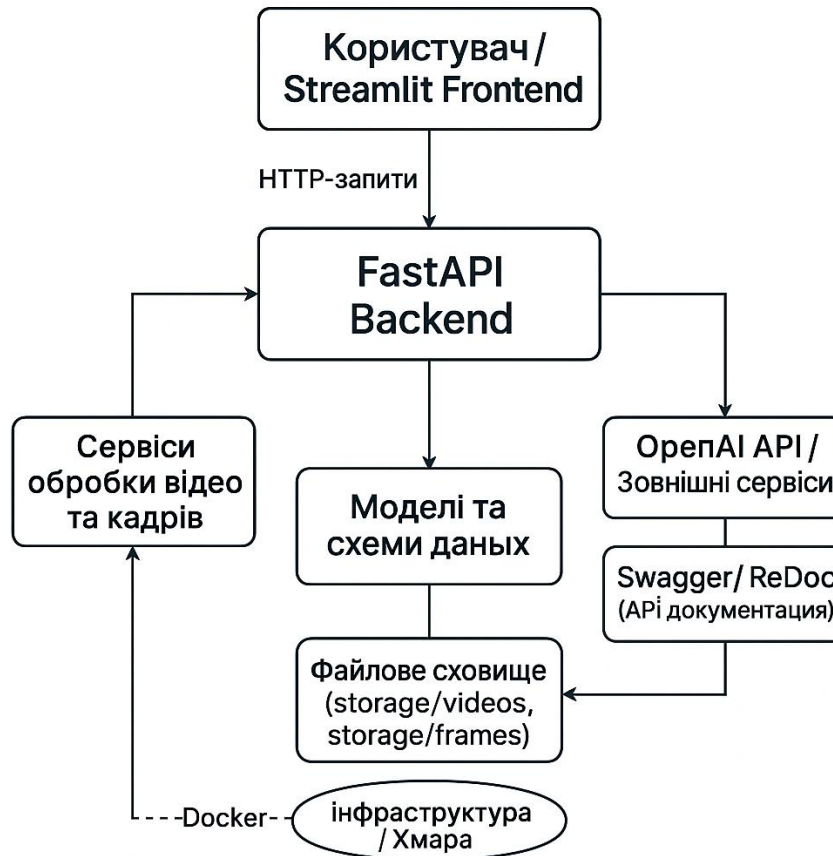 Користувач /
Streamlit Frontend
HTTP-запити
FastAPI
Backend
Сервіси
обробки відео
та кадрів
Моделі та
схеми даных
OpenAI API /
Зовнішні сервіси
Swagger/ ReDoc
(APi документация)
Файлове сховище
(storage/videos,
storage/frames)
Docker
інфраструктура
/ Хмара